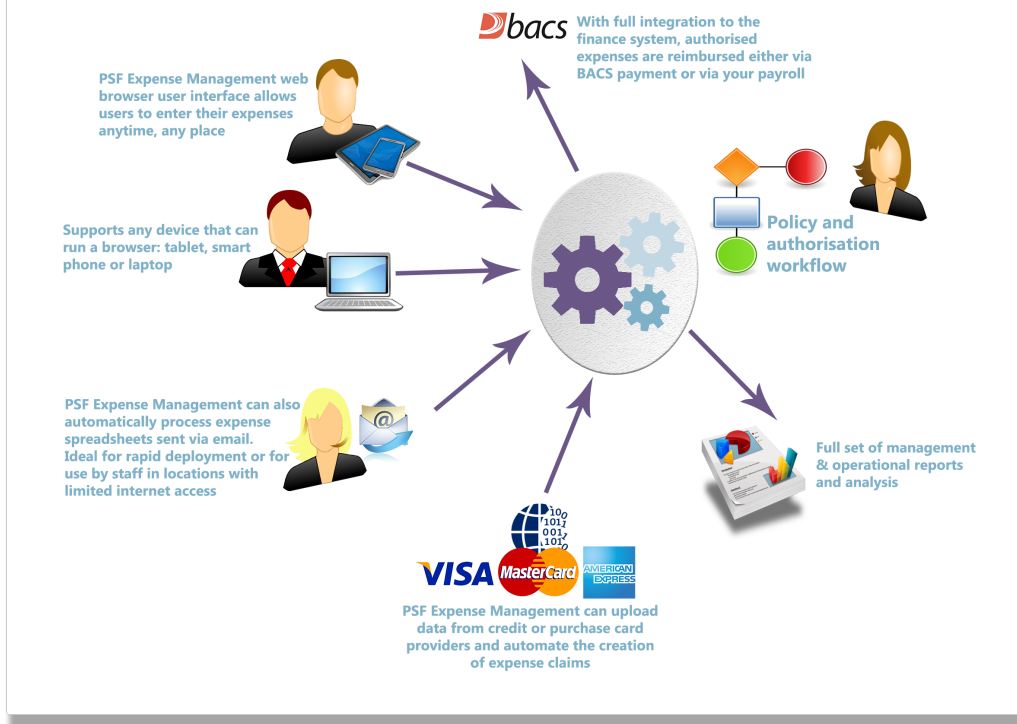 bacs
With full integration to the
finance system, authorised
expenses are reimbursed either via
BACS payment or via your payroll
PSF Expense Management web
browser user interface allows
users to enter their expenses
anytime, any place
Policy and
authorisation
workflow
Supports any device that can
run a browser: tablet, smart
phone or laptop
PSF Expense Management can also
automatically process expense
spreadsheets sent via email.
Ideal for rapid deployment or for
use by staff in locations with
limited internet access
@
Full set of management
& operational reports
and analysis
100
1011
001
101
VISA
MasterCard
AMERICAN
EXPRESS
PSF Expense Management can upload
data from credit or purchase card
providers and automate the creation
of expense claims